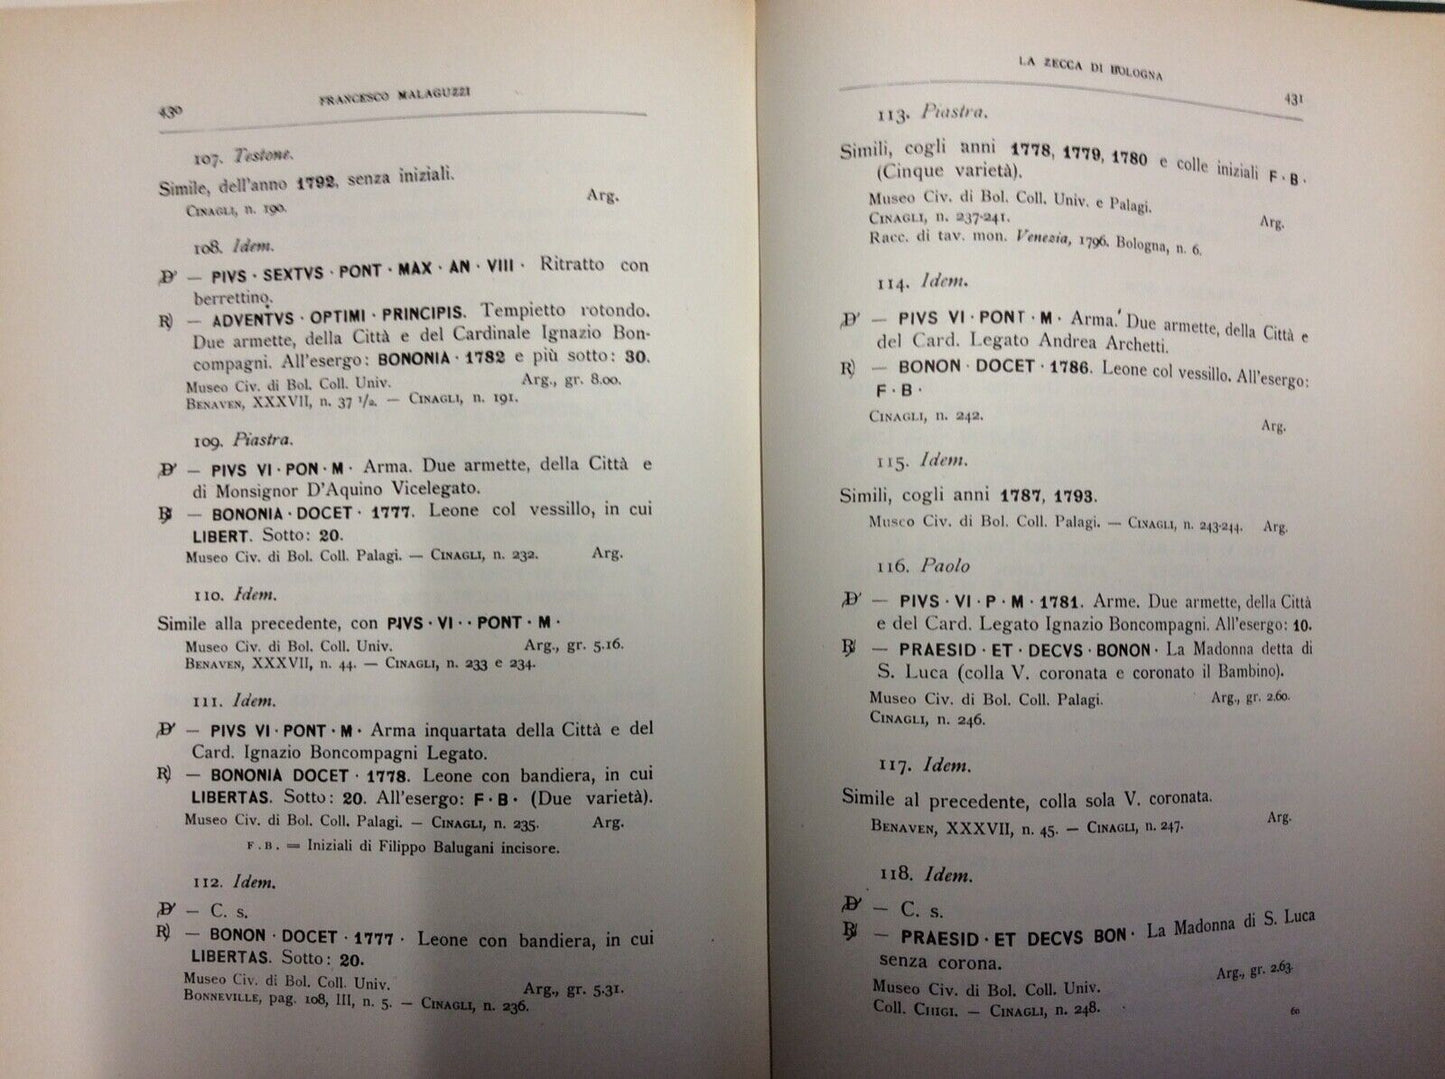 430
FRANCESCO MALAGUZZI
107. Testone.
Simile, dell'anno 1792, senza iniziali.
Arg.
CINAGLI, n. 190.
108. Idem.
D' — PIVS · SEXTVS · PONT · MAX · AN · VIII · Ritratto con
berrettino.
R) — ADVENTVS · OPTIMI · PRINCIPIS. Tempietto rotondo.
Due armette, della Città e del Cardinale Ignazio Bon-
compagni. All'esergo: BONONIA · 1782 e più sotto: 30.
Museo Civ. di Bol. Coll. Univ. Arg., gr. 8.00.
BENAVEN, XXXVII, n. 37 1/2. — CINAGLI, n. 191.
109. Piastra.
D' — PIVS VI · PON · M · Arma. Due armette, della Città e
di Monsignor D'Aquino Vicelegato.
R) — BONONIA · DOCET · 1777. Leone col vessillo, in cui
LIBERT. Sotto: 20.
Museo Civ. di Bol. Coll. Palagi. — CINAGLI, n. 232. Arg.
110. Idem.
Simile alla precedente, con PIVS · VI · · PONT · M ·
Museo Civ. di Bol. Coll. Univ. Arg., gr. 5.16.
BENAVEN, XXXVII, n. 44. — CINAGLI, n. 233 e 234.
111. Idem.
D' — PIVS VI · PONT · M · Arma inquartata della Città e del
Card. Ignazio Boncompagni Legato.
R) — BONONIA DOCET · 1778. Leone con bandiera, in cui
LIBERTAS. Sotto: 20. All'esergo: F · B · (Due varietà).
Museo Civ. di Bol. Coll. Palagi. — CINAGLI, n. 235. Arg.
F . B . = Iniziali di Filippo Balugani incisore.
112. Idem.
D' — C. s.
R) — BONON · DOCET · 1777 · Leone con bandiera, in cui
LIBERTAS. Sotto: 20.
Museo Civ. di Bol. Coll. Univ. Arg., gr. 5.31.
BONNEVILLE, pag. 108, III, n. 5. — CINAGLI, n. 236.
LA ZECCA DI BOLOGNA
431
113. Piastra.
Simili, cogli anni 1778, 1779, 1780 e colle iniziali F · B ·
(Cinque varietà).
Museo Civ. di Bol. Coll. Univ. e Palagi.
CINAGLI, n. 237-241. Arg.
Racc. di tav. mon. Venezia, 1796. Bologna, n. 6.
114. Idem.
D' — PIVS VI · PONT · M · Arma. Due armette, della Città e
del Card. Legato Andrea Archetti.
R) — BONON · DOCET · 1786. Leone col vessillo. All'esergo:
F · B ·
CINAGLI, n. 242. Arg.
115. Idem.
Simili, cogli anni 1787, 1793.
Museo Civ. di Bol. Coll. Palagi. — CINAGLI, n. 243-244. Arg.
116. Paolo
D' — PIVS · VI · P · M · 1781. Arme. Due armette, della Città
e del Card. Legato Ignazio Boncompagni. All'esergo: 10.
R) — PRAESID · ET · DECVS · BONON · La Madonna detta di
S. Luca (colla V. coronata e coronato il Bambino).
Museo Civ. di Bol. Coll. Palagi. Arg., gr. 2.60.
CINAGLI, n. 246.
117. Idem.
Simile al precedente, colla sola V. coronata.
Arg.
BENAVEN, XXXVII, n. 45. — CINAGLI, n. 247.
118. Idem.
D' — C. s.
R) — PRAESID · ET DECVS BON · La Madonna di S. Luca
senza corona.
Arg., gr. 2.63.
Museo Civ. di Bol. Coll. Univ.
Coll. CHIGI. — CINAGLI, n. 248.
60